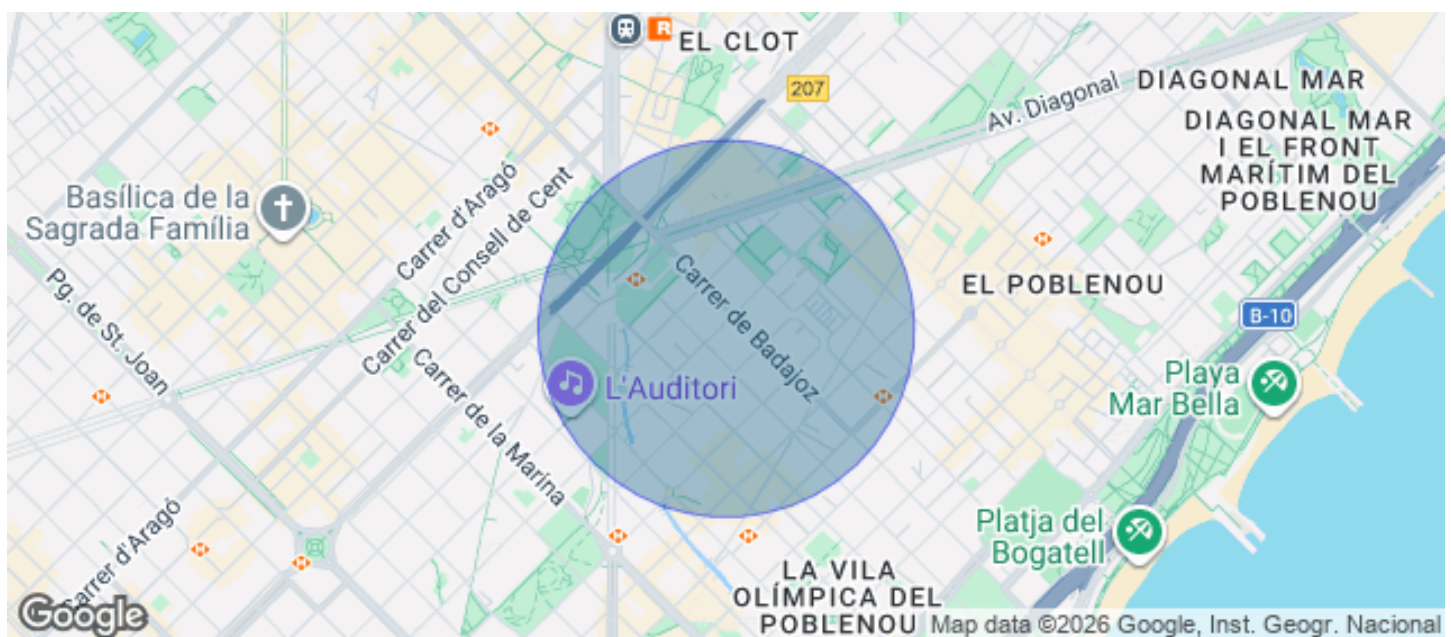 R
EL CLOT
207
Av. Diagonal
DIAGONAL MAR
DIAGONAL MAR
I EL FRONT
MARÍTIM DEL
POBLENOU
Basílica de la
Sagrada Família
Carrer d'Aragó
Carrer del Consell de Cent
Pg. de St. Joan
Carrer de Badajoz
EL POBLENOU
B-10
L'Auditori
Carrer de la Marina
Playa
Mar Bella
Carrer d'Aragó
Platja del
Bogatell
LA VILA
OLÍMPICA DEL
POBLENOU
Google
Map data ©2026 Google, Inst. Geogr. Nacional